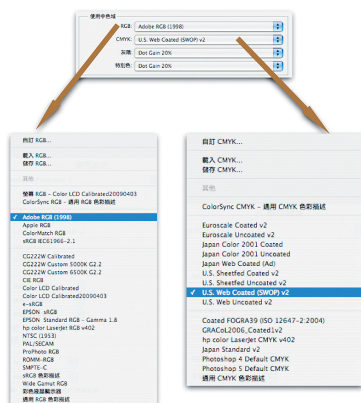 使用中色域
RGB: Adobe RGB (1998)
CMYK: U.S. Web Coated (SWOP) v2
灰階: Dot Gain 20%
特別色: Dot Gain 20%
自訂 RGB...
載入 RGB...
儲存 RGB...
其他
螢幕 RGB - Color LCD Calibrated20090403
ColorSync RGB - 通用 RGB 色彩描述
✓ Adobe RGB (1998)
Apple RGB
ColorMatch RGB
sRGB IEC61966-2.1
CG222W Calibrated
CG222W Custom 5000K G2.2
CG222W Custom 6500K G2.2
CIE RGB
Color LCD Calibrated
Color LCD Calibrated20090403
e-sRGB
EPSON sRGB
EPSON Standard RGB - Gamma 1.8
hp color LaserJet RGB v402
NTSC (1953)
PAL/SECAM
ProPhoto RGB
ROMM-RGB
SMPTE-C
sRGB 色彩描述
Wide Gamut RGB
彩色液晶顯示器
通用 RGB 色彩描述
自訂 CMYK...
載入 CMYK...
儲存 CMYK...
其他
ColorSync CMYK - 通用 CMYK 色彩描述
Euroscale Coated v2
Euroscale Uncoated v2
Japan Color 2001 Coated
Japan Color 2001 Uncoated
Japan Web Coated (Ad)
U.S. Sheetfed Coated v2
U.S. Sheetfed Uncoated v2
✓ U.S. Web Coated (SWOP) v2
U.S. Web Uncoated v2
Coated FOGRA39 (ISO 12647-2:2004)
GRACoL2006_Coated1v2
hp color LaserJet CMYK v402
Japan Standard v2
Photoshop 4 Default CMYK
Photoshop 5 Default CMYK
通用 CMYK 色彩描述